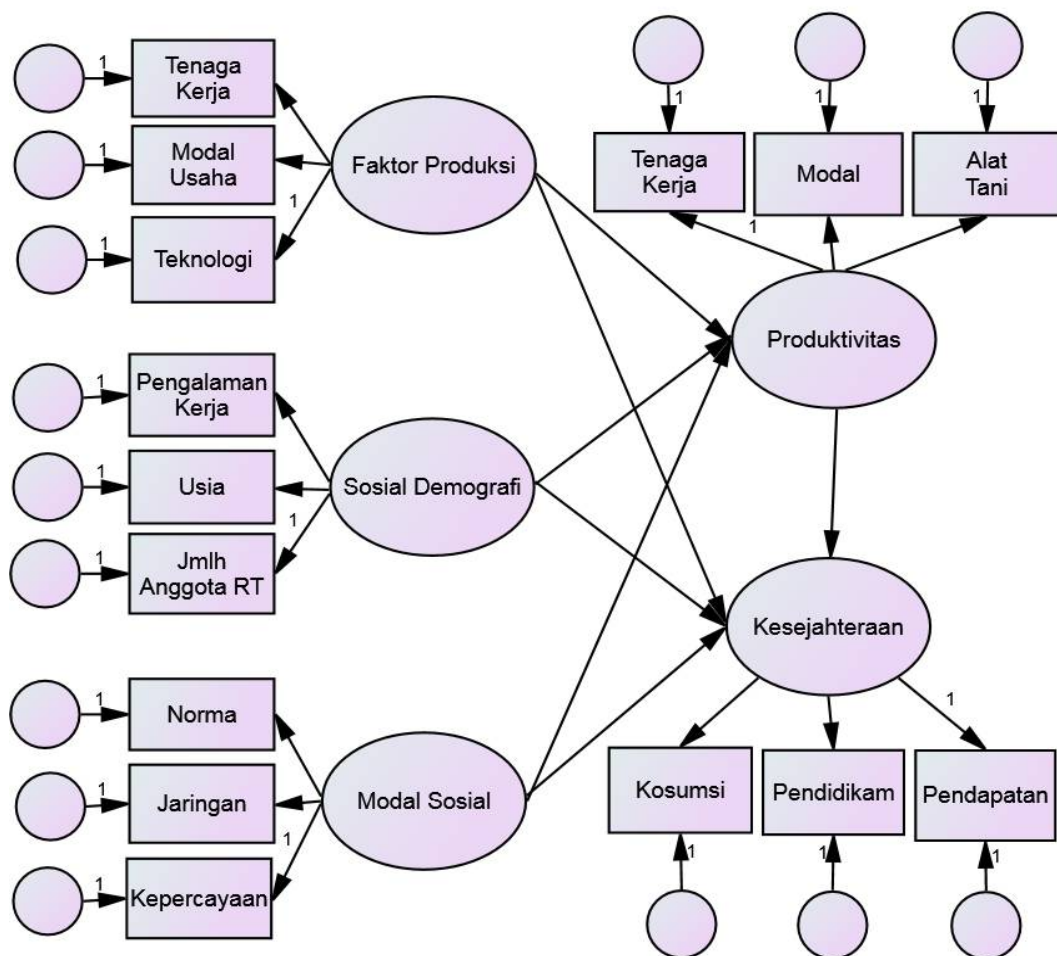 1
Tenaga
Kerja
1
Modal
Usaha
1
Teknologi
1
Faktor Produksi
1
Pengalaman
Kerja
1
Usia
1
Jmlh
Anggota RT
1
Sosial Demografi
1
Norma
1
Jaringan
1
Kepercayaan
1
Modal Sosial
1
1
1
Tenaga
Kerja
Modal
Alat
Tani
1
Produktivitas
Kesejahteraan
1
Kosumsi
Pendidikam
Pendapatan
1
1
1